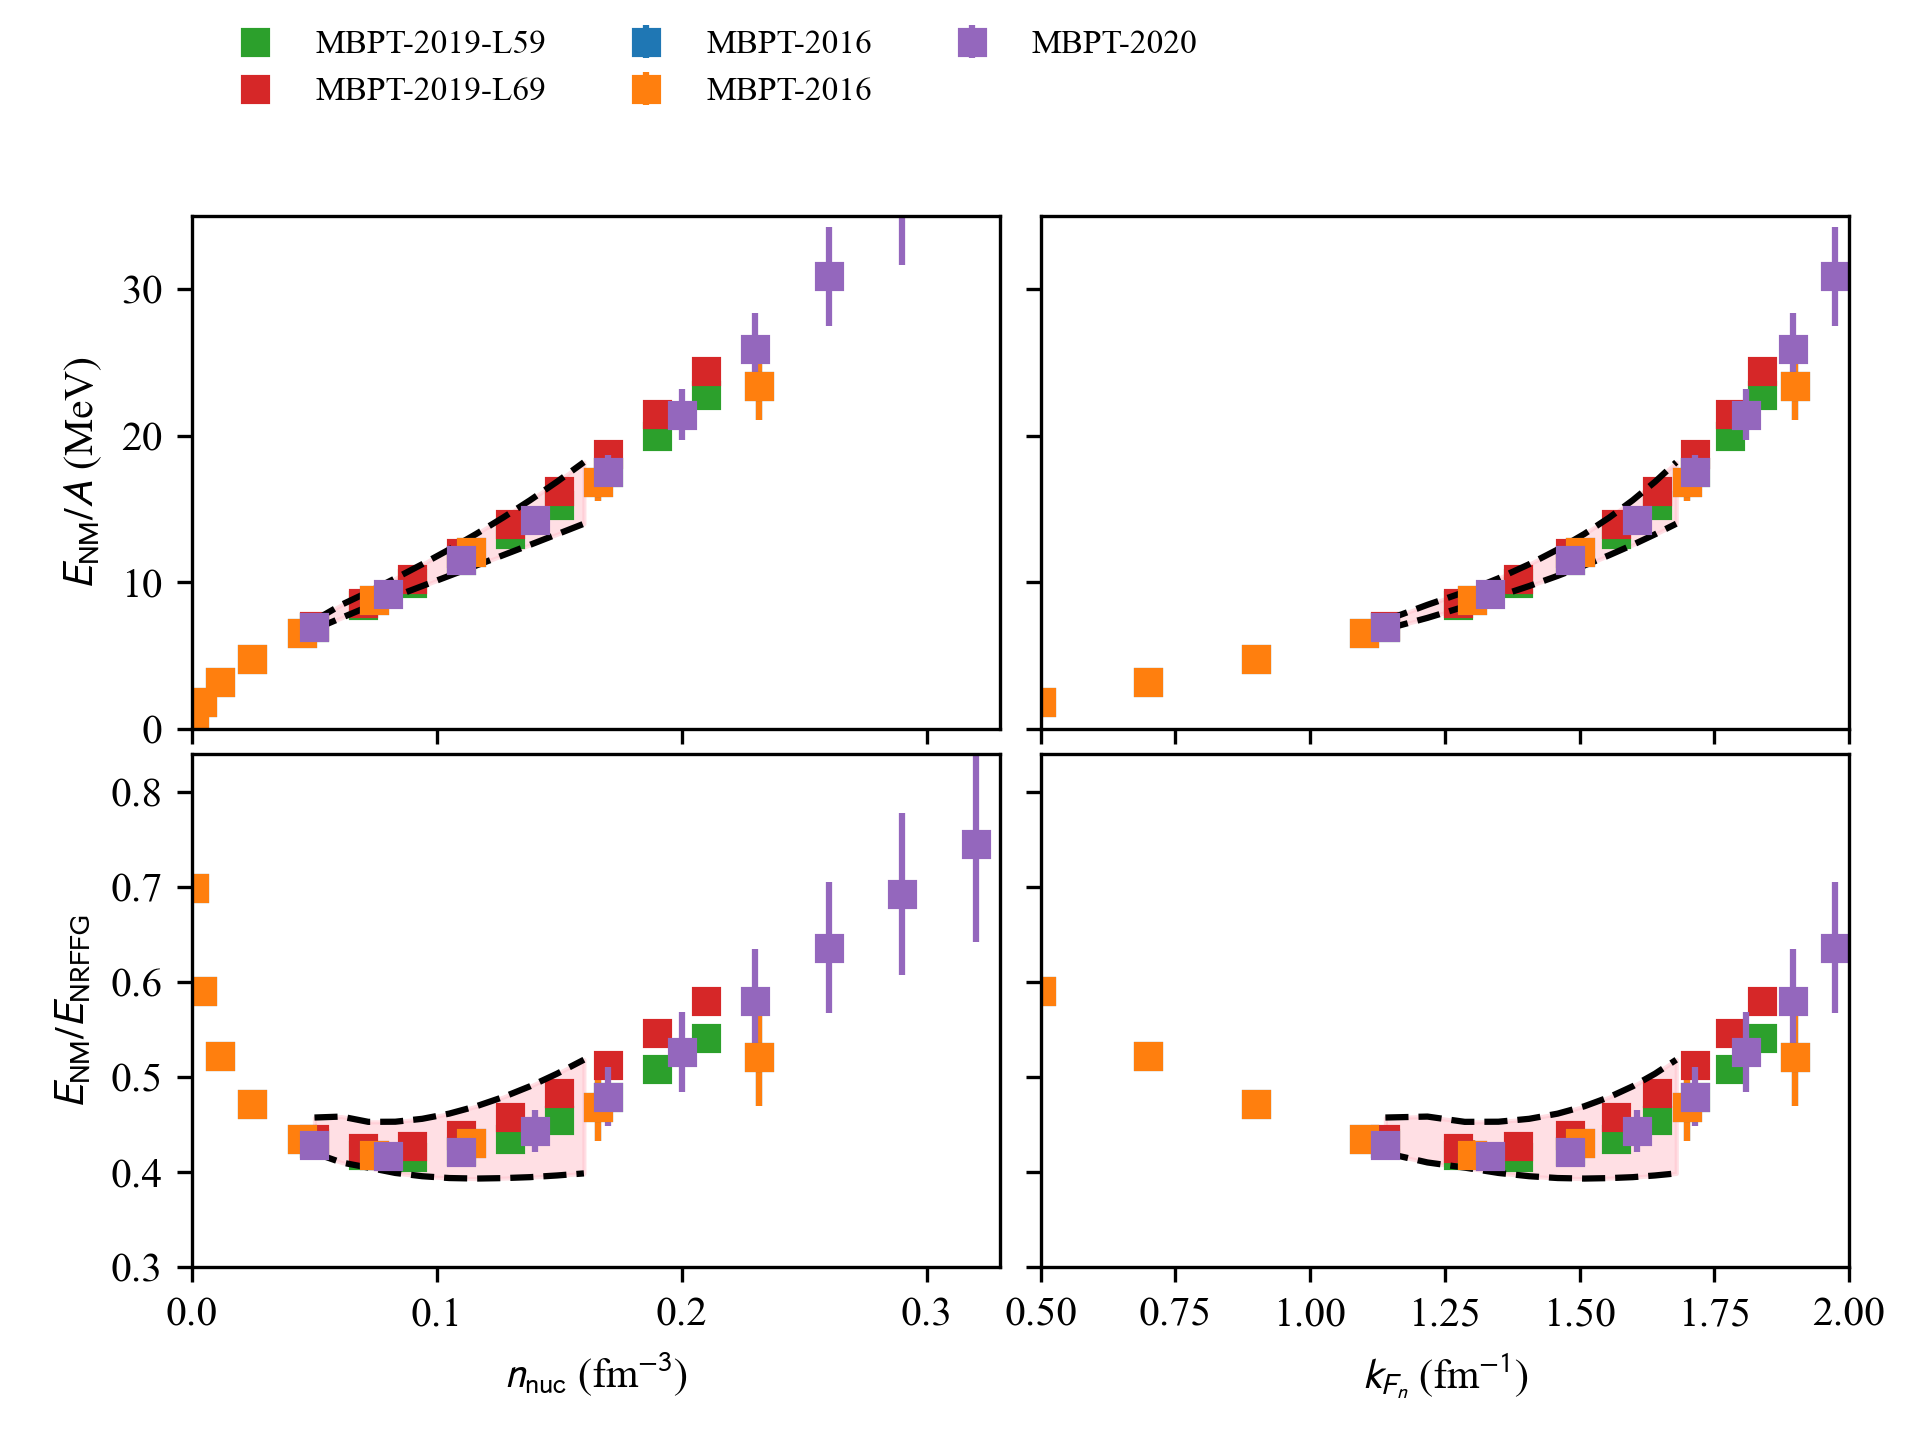 MBPT-2019-L59 MBPT-2016 MBPT-2020
MBPT-2019-L69 MBPT-2016
30
20
10
0
E_NM/A (MeV)
0.8
0.7
0.6
0.5
0.4
0.3
E_NM/E_NRFFG
0.0 0.1 0.2 0.3
0.50 0.75 1.00 1.25 1.50 1.75 2.00
n_nuc (fm⁻³)
k_{F_n} (fm⁻¹)